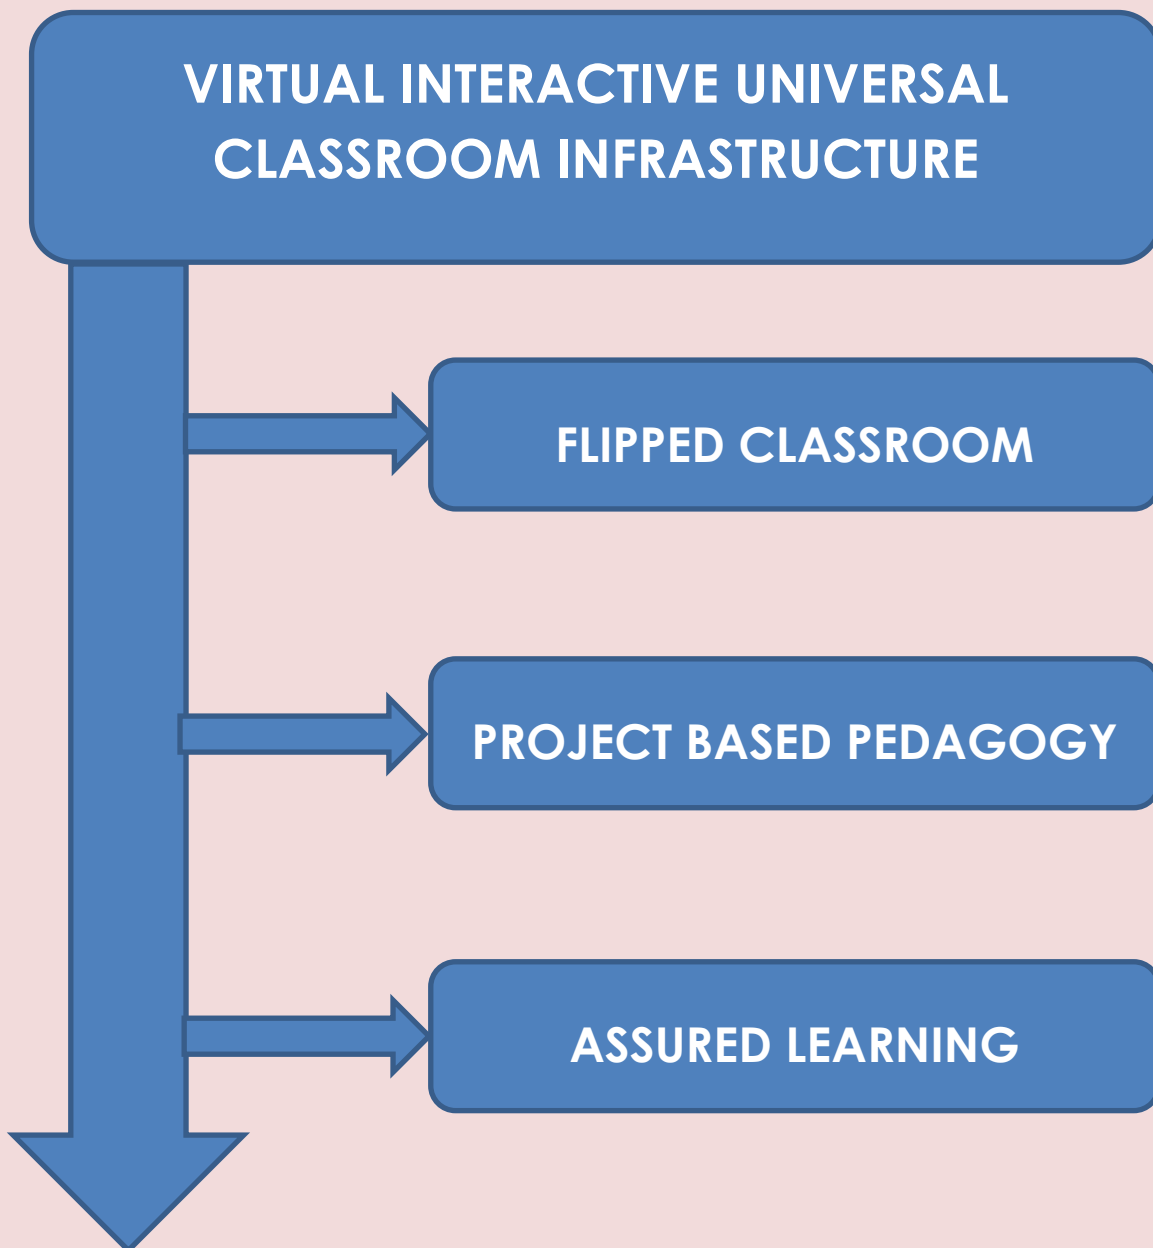 VIRTUAL INTERACTIVE UNIVERSAL
CLASSROOM INFRASTRUCTURE
FLIPPED CLASSROOM
PROJECT BASED PEDAGOGY
ASSURED LEARNING